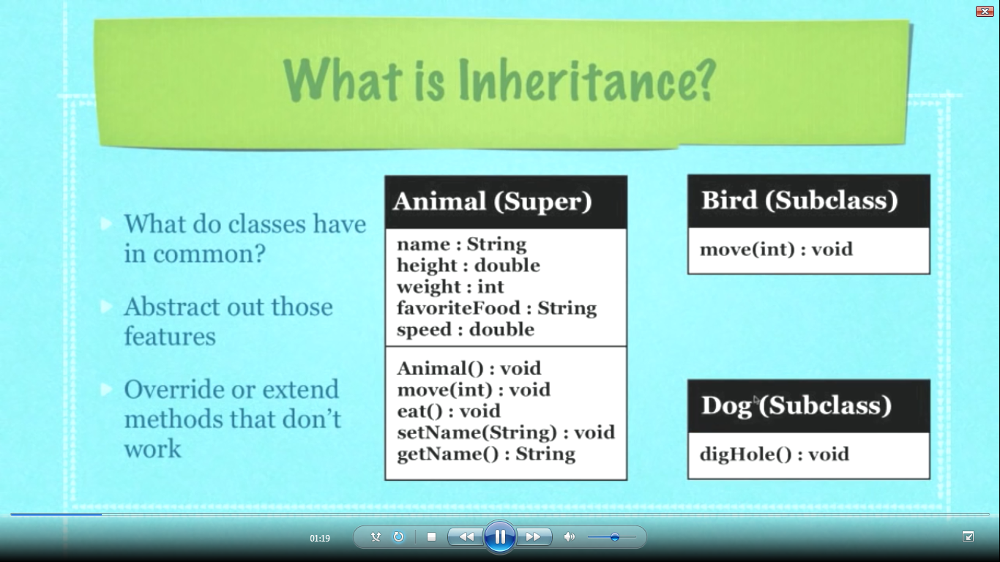 What is Inheritance?
What do classes have
in common?
Abstract out those
features
Override or extend
methods that don't
work
Animal (Super)
name : String
height : double
weight : int
favoriteFood : String
speed : double
Animal() : void
move(int) : void
eat() : void
setName(String) : void
getName() : String
Bird (Subclass)
move(int) : void
Dog (Subclass)
digHole() : void
01:19